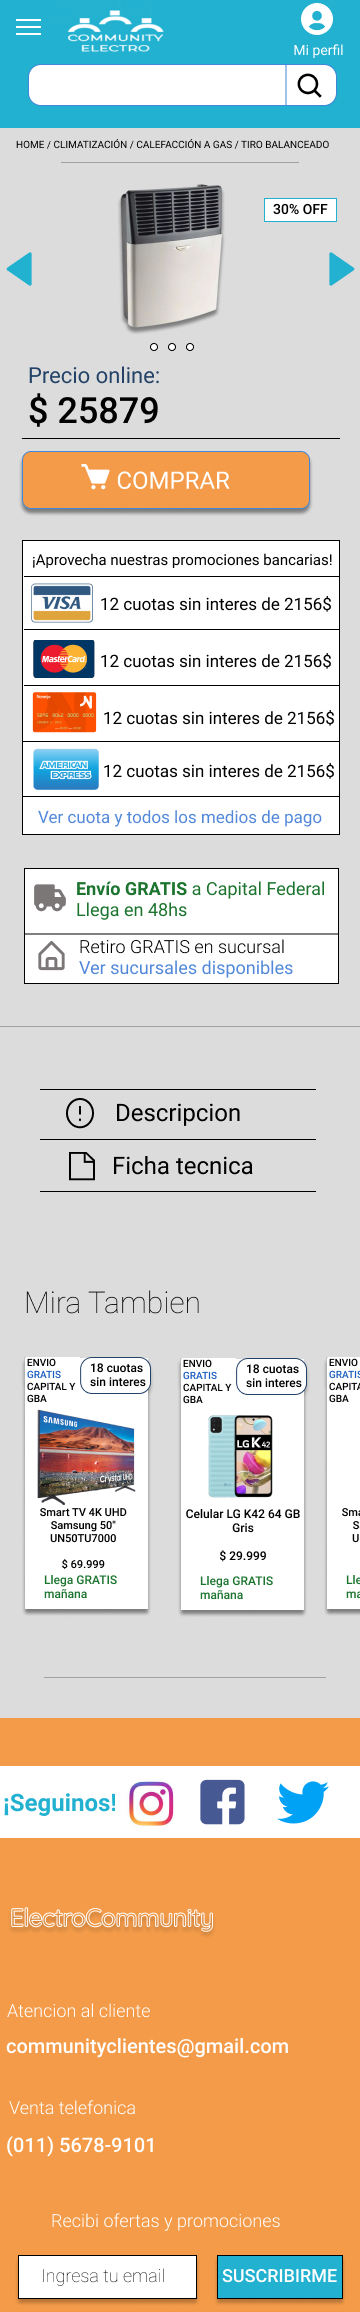 COMMUNITY
ELECTRO
Mi perfil
HOME / CLIMATIZACIÓN / CALEFACCIÓN A GAS / TIRO BALANCEADO
30% OFF
Precio online:
$ 25879
COMPRAR
¡Aprovecha nuestras promociones bancarias!
VISA 12 cuotas sin interes de 2156$
MasterCard 12 cuotas sin interes de 2156$
12 cuotas sin interes de 2156$
AMERICAN EXPRESS 12 cuotas sin interes de 2156$
Ver cuota y todos los medios de pago
Envío GRATIS a Capital Federal
Llega en 48hs
Retiro GRATIS en sucursal
Ver sucursales disponibles
Descripcion
Ficha tecnica
Mira Tambien
ENVIO
GRATIS
CAPITAL Y
GBA
18 cuotas
sin interes
SAMSUNG
Crystal UHD
Smart TV 4K UHD
Samsung 50"
UN50TU7000
$ 69.999
Llega GRATIS
mañana
ENVIO
GRATIS
CAPITAL Y
GBA
18 cuotas
sin interes
LG K42
Celular LG K42 64 GB
Gris
$ 29.999
Llega GRATIS
mañana
ENVIO
GRATIS
CAPITA
GBA
Sma
S
U
Lle
ma
¡Seguinos!
ElectroCommunity
Atencion al cliente
communityclientes@gmail.com
Venta telefonica
(011) 5678-9101
Recibi ofertas y promociones
Ingresa tu email
SUSCRIBIRME